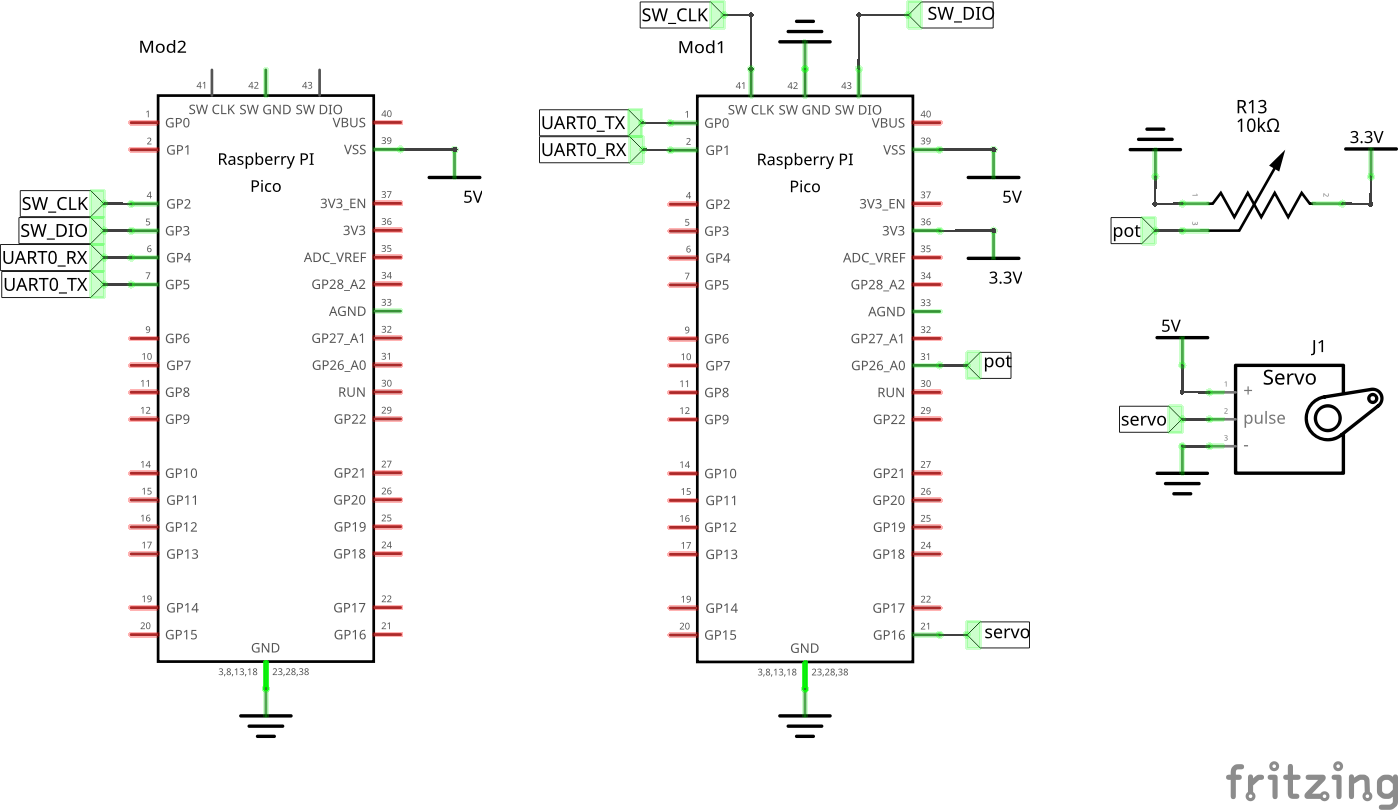 Mod2
41
42
43
SW CLK SW GND SW DIO
1 GP0 VBUS 40
2 GP1 VSS 39
Raspberry PI
Pico
5V
SW_CLK 4 GP2 3V3_EN 37
SW_DIO 5 GP3 3V3 36
UART0_RX 6 GP4 ADC_VREF 35
UART0_TX 7 GP5 GP28_A2 34
AGND 33
9 GP6 GP27_A1 32
10 GP7 GP26_A0 31
11 GP8 RUN 30
12 GP9 GP22 29
14 GP10 GP21 27
15 GP11 GP20 26
16 GP12 GP19 25
17 GP13 GP18 24
19 GP14 GP17 22
20 GP15 GP16 21
GND
3,8,13,18 23,28,38
SW_CLK
SW_DIO
Mod1
41
42
43
SW CLK SW GND SW DIO
UART0_TX 1 GP0 VBUS 40
UART0_RX 2 GP1 VSS 39
Raspberry PI
Pico
5V
4 GP2 3V3_EN 37
5 GP3 3V3 36
6 GP4 ADC_VREF 35
3.3V
7 GP5 GP28_A2 34
AGND 33
9 GP6 GP27_A1 32
10 GP7 GP26_A0 31 pot
11 GP8 RUN 30
12 GP9 GP22 29
14 GP10 GP21 27
15 GP11 GP20 26
16 GP12 GP19 25
17 GP13 GP18 24
19 GP14 GP17 22
20 GP15 GP16 21 servo
GND
3,8,13,18 23,28,38
R13
10kΩ
3.3V
1
2
pot 3
5V
J1
Servo
1 +
servo 2 pulse
3 -
fritzing